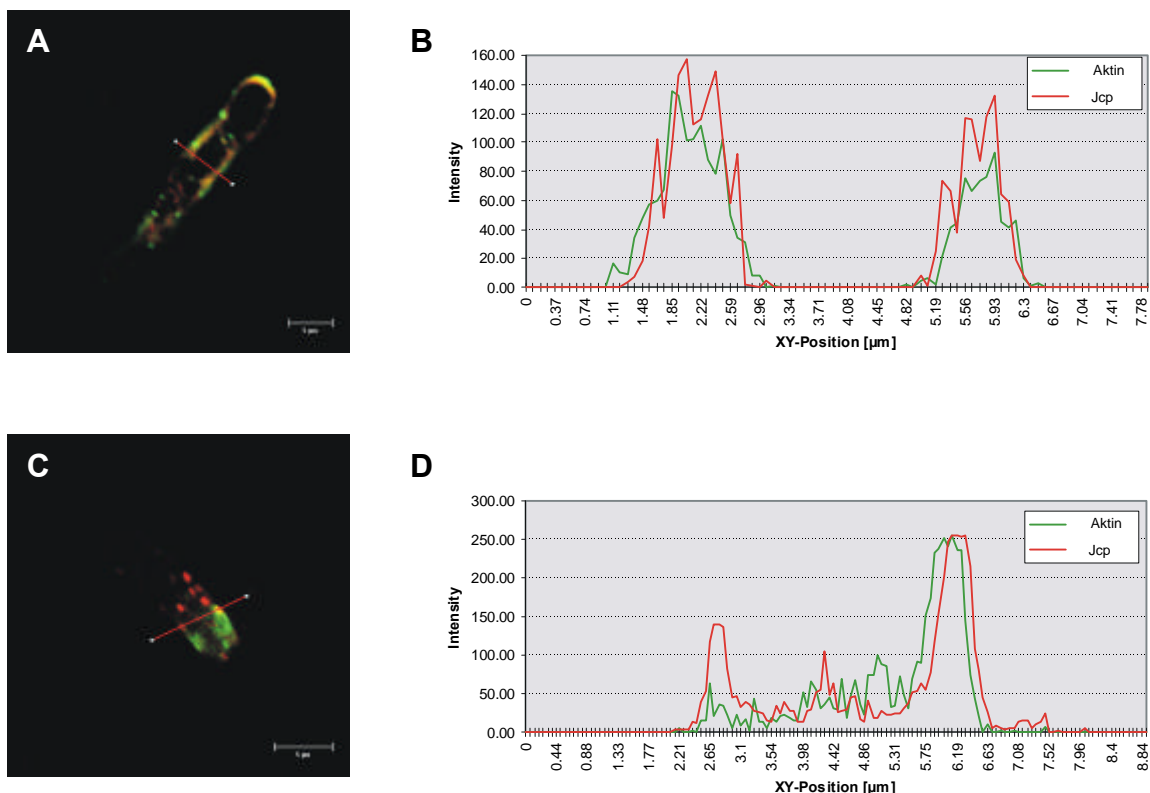 A
B
160.00
140.00
120.00
100.00
80.00
60.00
40.00
20.00
0.00
Intensity
Aktin
Jcp
0 0.37 0.74 1.11 1.48 1.85 2.22 2.59 2.96 3.34 3.71 4.08 4.45 4.82 5.19 5.56 5.93 6.3 6.67 7.04 7.41 7.78
XY-Position [µm]
C
D
300.00
250.00
200.00
150.00
100.00
50.00
0.00
Intensity
Aktin
Jcp
0 0.44 0.88 1.33 1.77 2.21 2.65 3.1 3.54 3.98 4.42 4.86 5.31 5.75 6.19 6.63 7.08 7.52 7.96 8.4 8.84
XY-Position [µm]